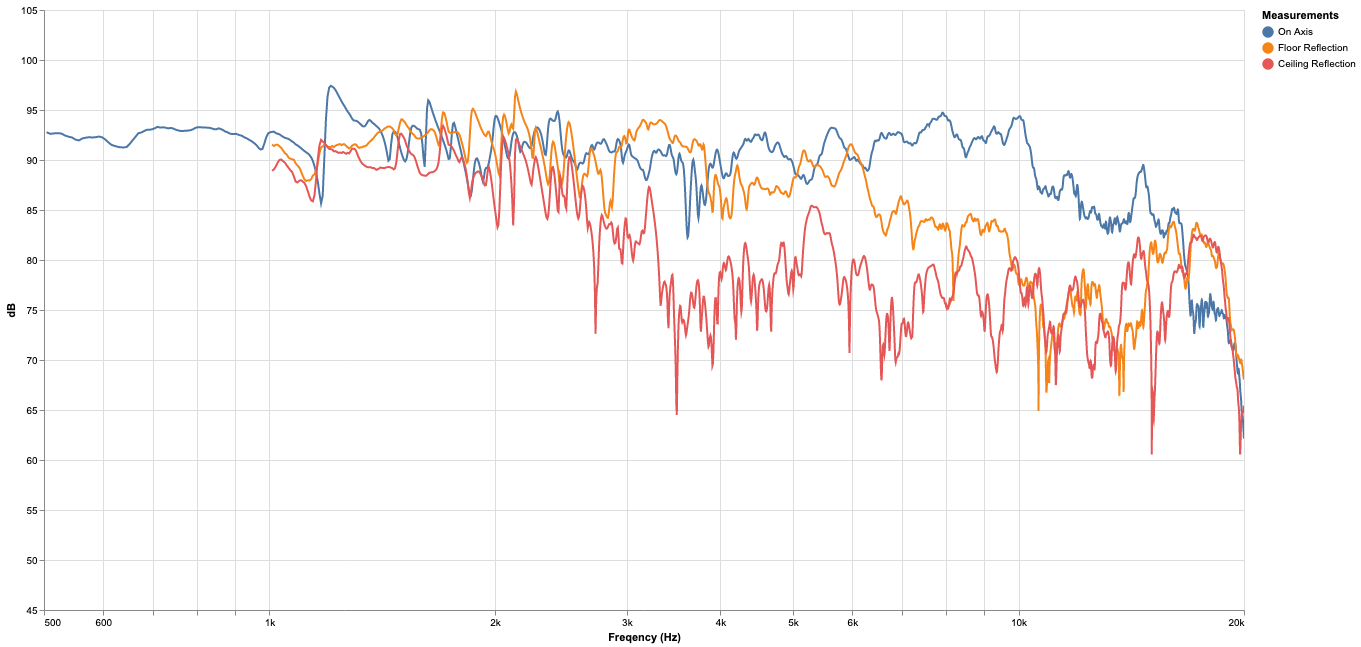 Measurements
On Axis
Floor Reflection
Ceiling Reflection
105
100
95
90
85
80
75
70
65
60
55
50
45
dB
500 600 1k 2k 3k 4k 5k 6k 10k 20k
Freqency (Hz)